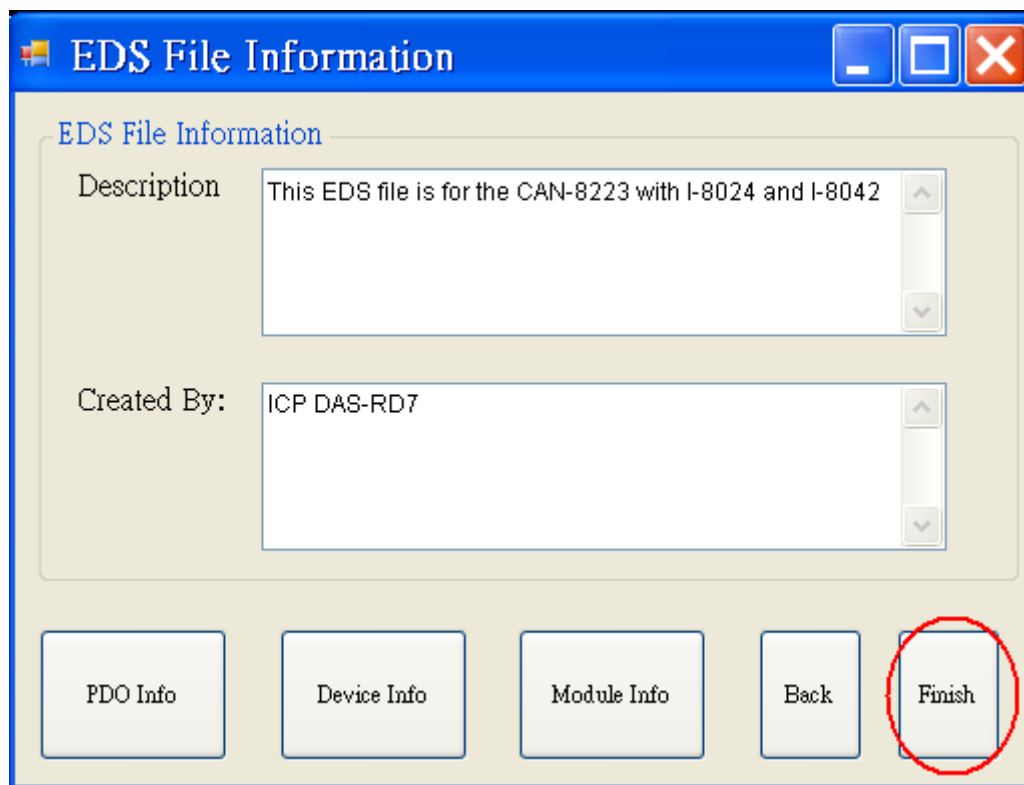 EDS File Information
EDS File Information
Description
This EDS file is for the CAN-8223 with I-8024 and I-8042
Created By:
ICP DAS-RD7
PDO Info
Device Info
Module Info
Back
Finish